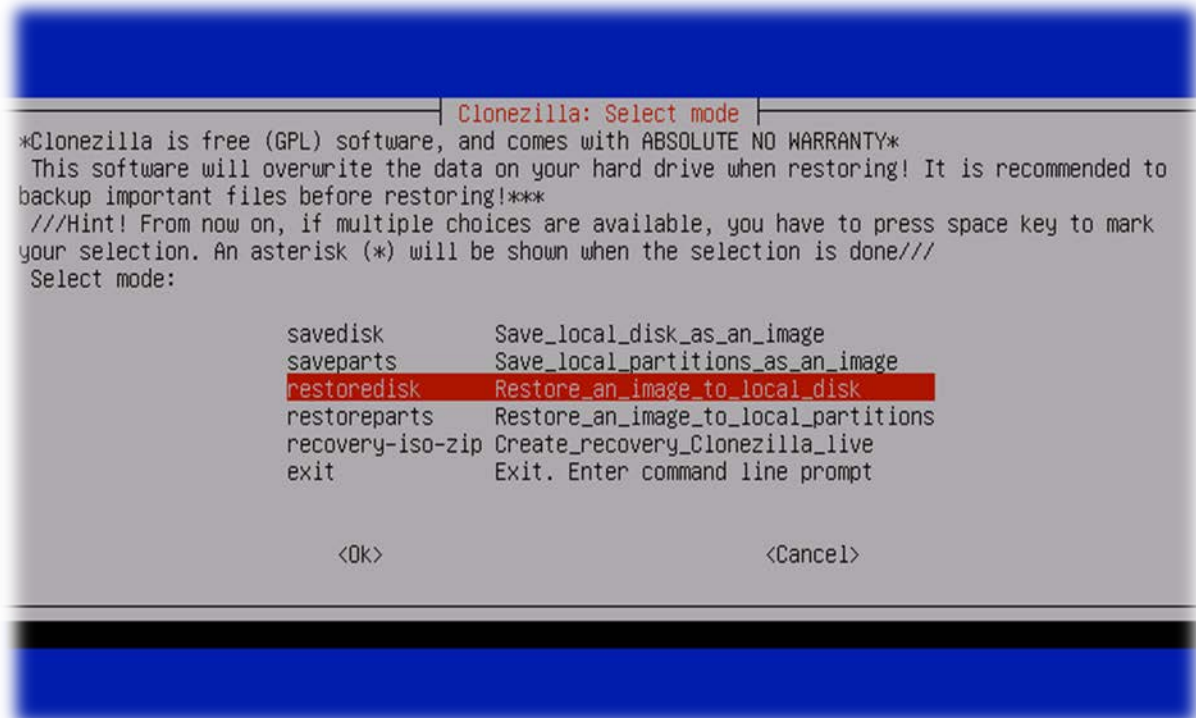 Clonezilla: Select mode
*Clonezilla is free (GPL) software, and comes with ABSOLUTE NO WARRANTY*
This software will overwrite the data on your hard drive when restoring! It is recommended to
backup important files before restoring!***
///Hint! From now on, if multiple choices are available, you have to press space key to mark
your selection. An asterisk (*) will be shown when the selection is done///
Select mode:
savedisk Save_local_disk_as_an_image
saveparts Save_local_partitions_as_an_image
restoredisk Restore_an_image_to_local_disk
restoreparts Restore_an_image_to_local_partitions
recovery-iso-zip Create_recovery_Clonezilla_live
exit Exit. Enter command line prompt
<Ok> <Cancel>